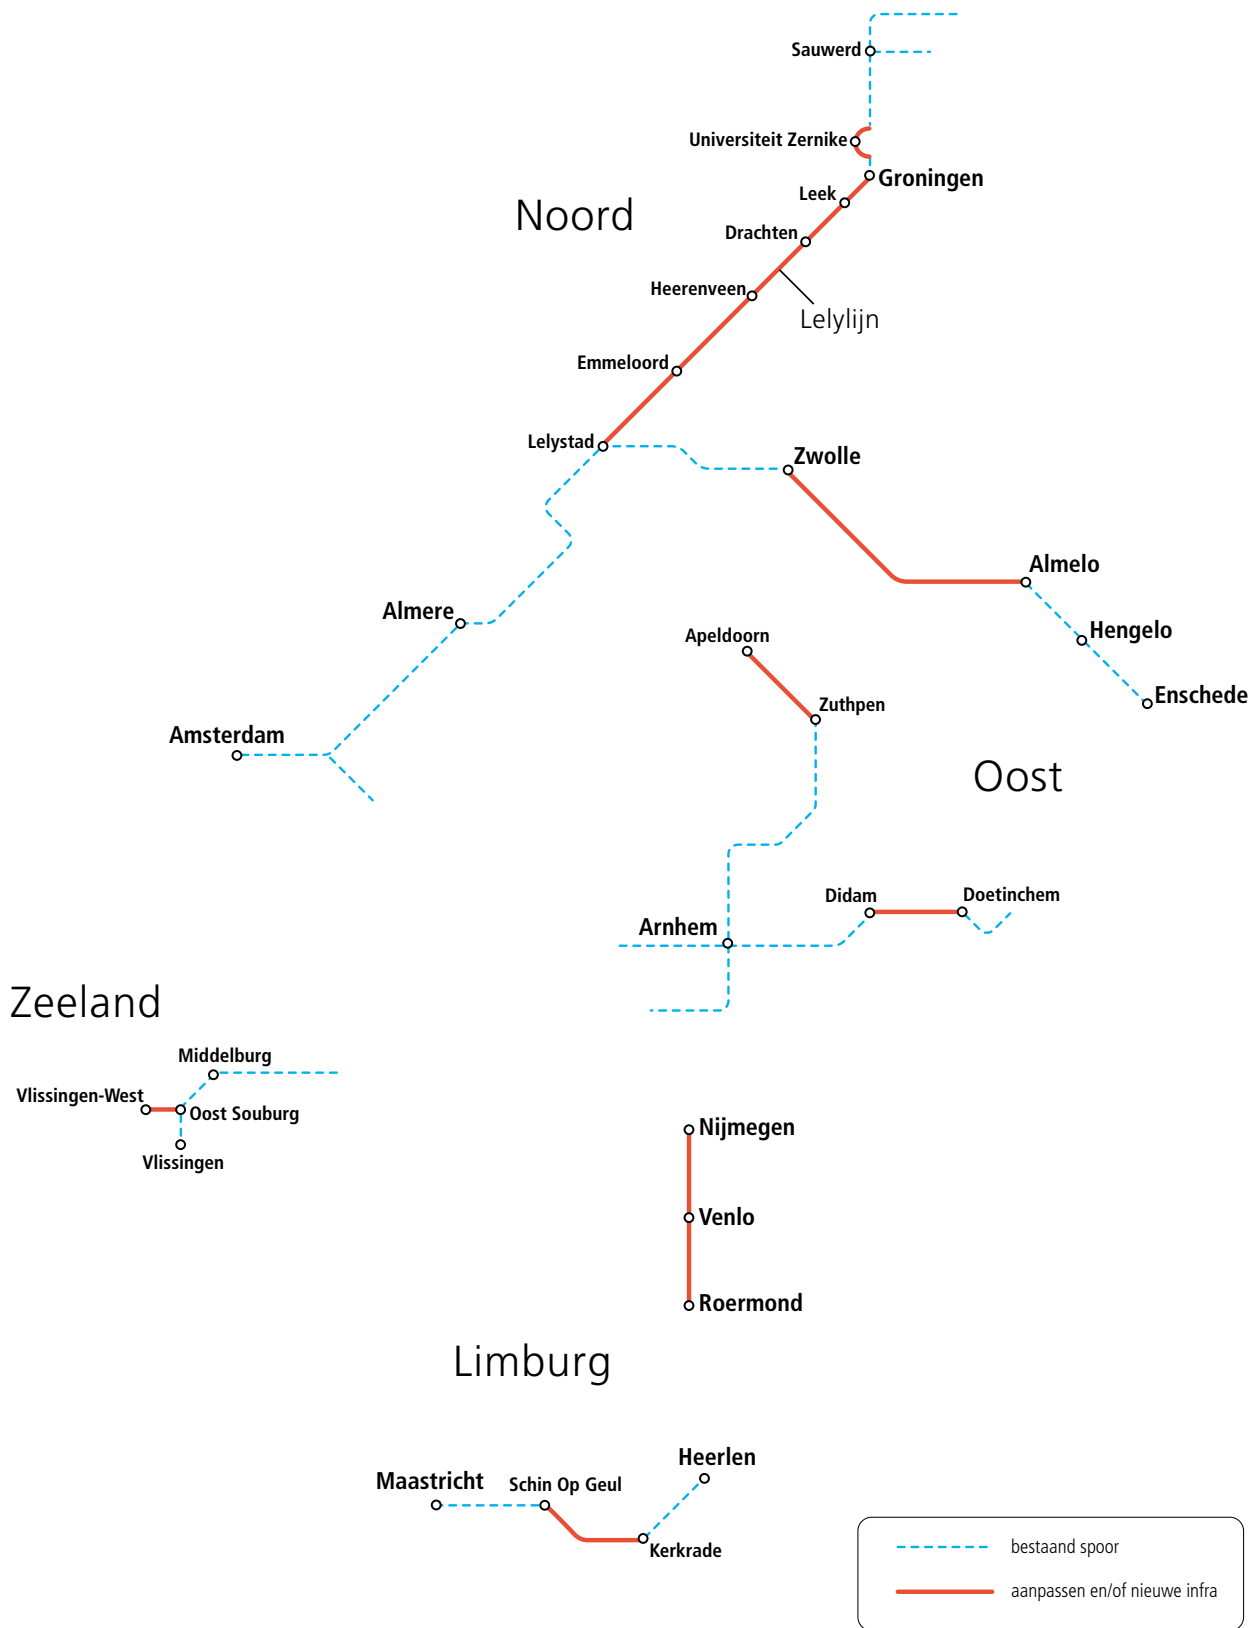 Sauwerd
Universiteit Zernike
Groningen
Leek
Noord
Drachten
Heerenveen
Lelylijn
Emmeloord
Lelystad
Zwolle
Almelo
Almere
Hengelo
Apeldoorn
Enschede
Zuthpen
Amsterdam
Oost
Didam
Doetinchem
Arnhem
Zeeland
Middelburg
Vlissingen-West
Oost Souburg
Vlissingen
Nijmegen
Venlo
Roermond
Limburg
Heerlen
Maastricht
Schin Op Geul
Kerkrade
bestaand spoor
aanpassen en/of nieuwe infra